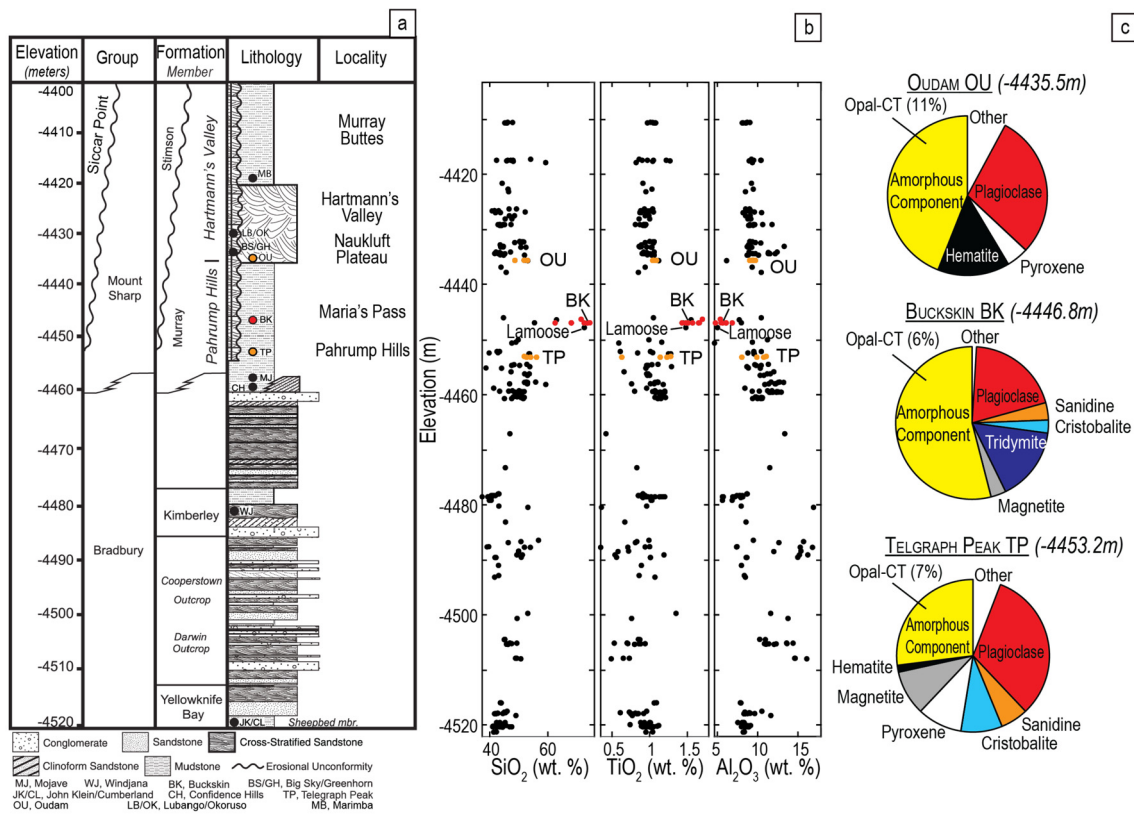 a
Elevation
(meters)
Group
Formation
Member
Lithology
Locality
-4400
-4410
-4420
-4430
-4440
-4450
-4460
-4470
-4480
-4490
-4500
-4510
-4520
Siccar Point
Mount
Sharp
Bradbury
Stimson
Murray
Hartmann's Valley
Pahrump Hills
Kimberley
Cooperstown
Outcrop
Darwin
Outcrop
Yellowknife
Bay
MB
LB/OK
BS/GH
OU
BK
TP
MJ
CH
WJ
JK/CL
Sheepbed mbr.
Murray
Buttes
Hartmann's
Valley
Naukluft
Plateau
Maria's Pass
Pahrump Hills
Conglomerate
Sandstone
Cross-Stratified Sandstone
Clinoform Sandstone
Mudstone
Erosional Unconformity
MJ, Mojave WJ, Windjana BK, Buckskin BS/GH, Big Sky/Greenhorn
JK/CL, John Klein/Cumberland CH, Confidence Hills TP, Telegraph Peak
OU, Oudam LB/OK, Lubango/Okoruso MB, Marimba
b
Elevation (m)
-4420
-4440
-4460
-4480
-4500
-4520
OU
BK
Lamoose
TP
40 60
SiO2 (wt. %)
OU
BK
Lamoose
TP
0.5 1 1.5
TiO2 (wt. %)
OU
BK
Lamoose
TP
5 10 15
Al2O3 (wt. %)
c
OUDAM OU (-4435.5m)
Opal-CT (11%)
Other
Amorphous
Component
Plagioclase
Hematite
Pyroxene
BUCKSKIN BK (-4446.8m)
Opal-CT (6%)
Other
Plagioclase
Amorphous
Component
Sanidine
Cristobalite
Tridymite
Magnetite
TELGRAPH PEAK TP (-4453.2m)
Opal-CT (7%)
Other
Amorphous
Component
Plagioclase
Hematite
Magnetite
Pyroxene
Sanidine
Cristobalite